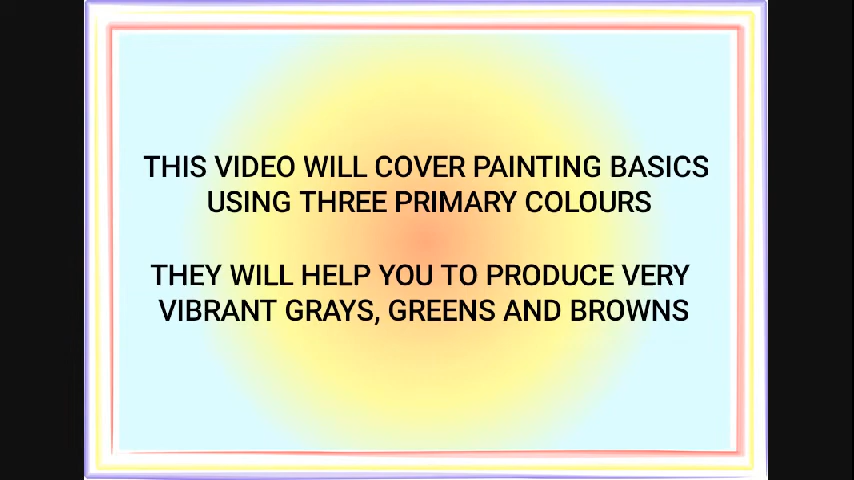 THIS VIDEO WILL COVER PAINTING BASICS
USING THREE PRIMARY COLOURS
THEY WILL HELP YOU TO PRODUCE VERY
VIBRANT GRAYS, GREENS AND BROWNS